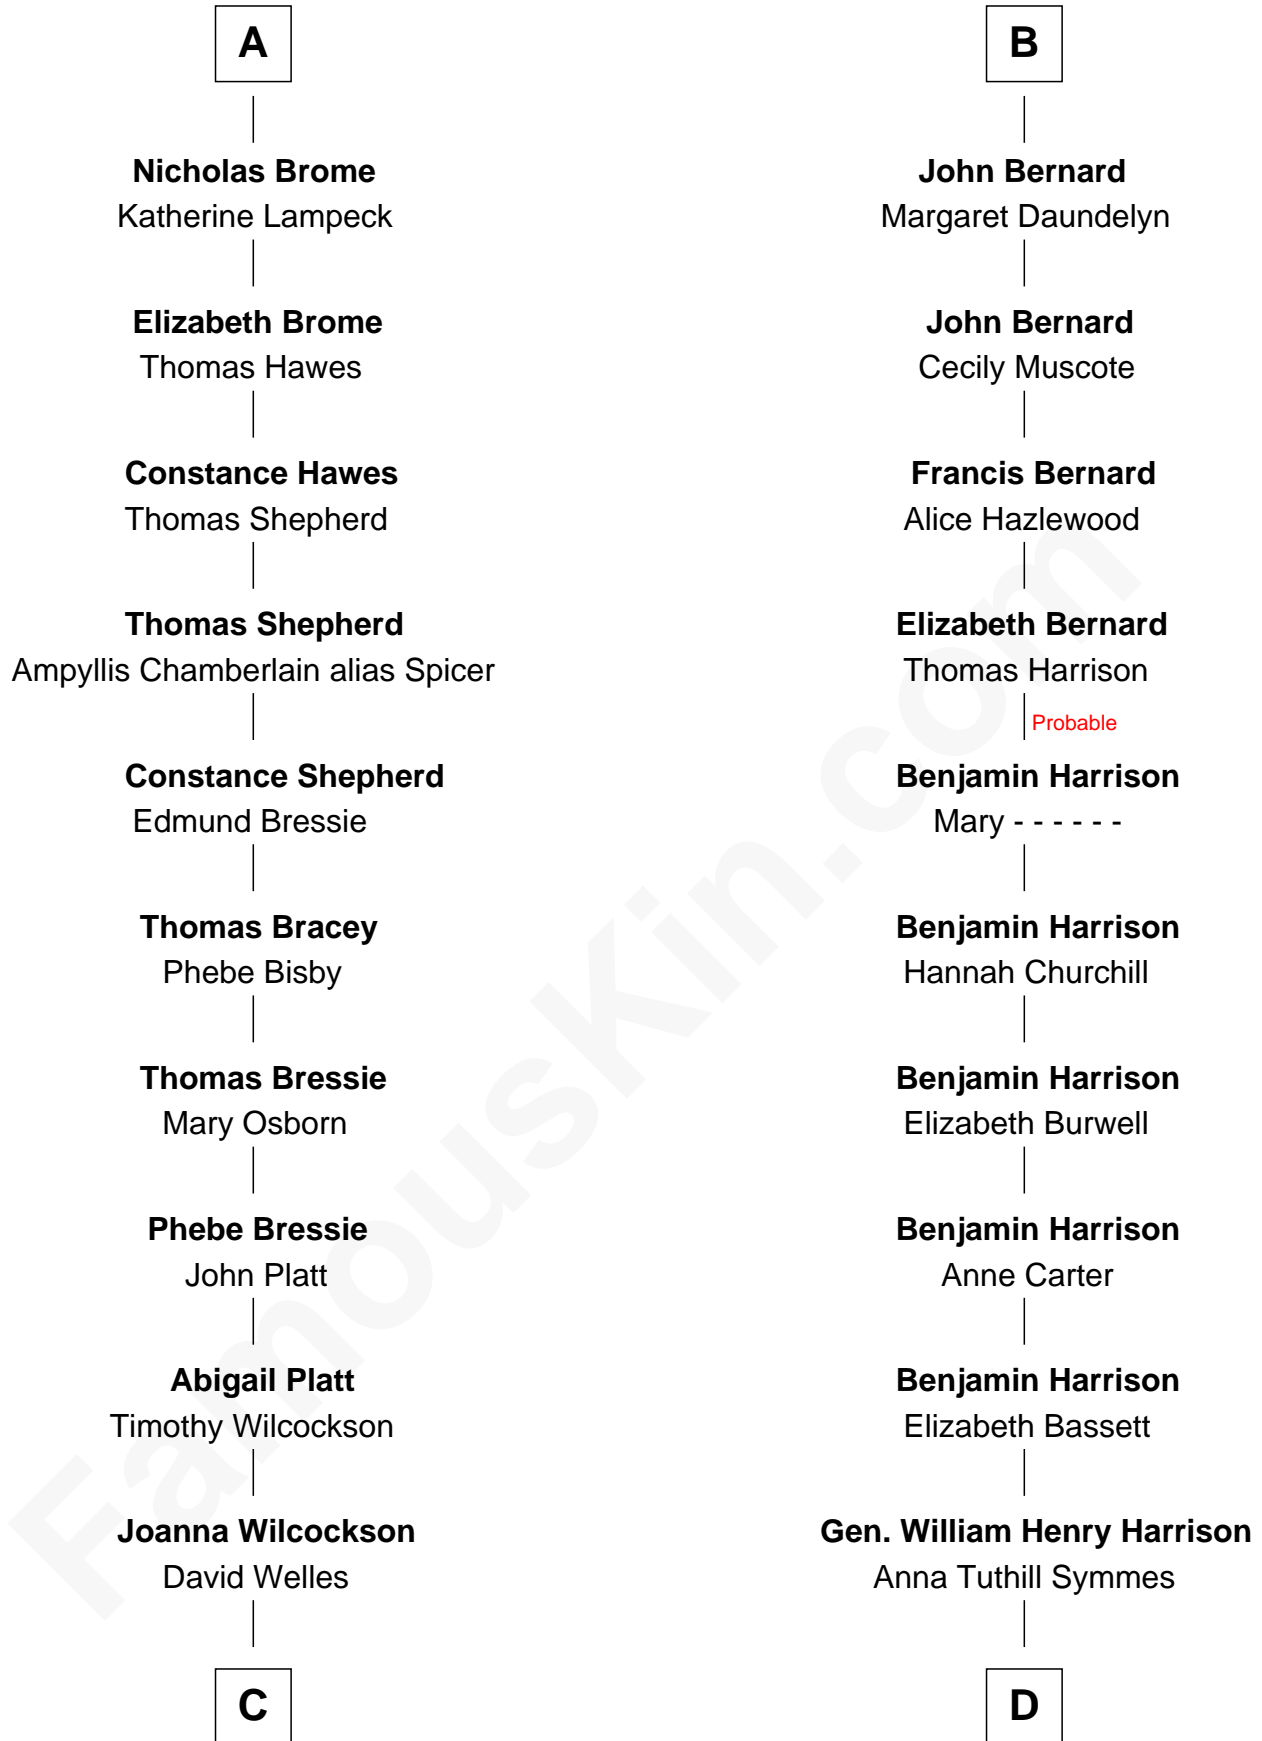 A
Nicholas Brome
Katherine Lampeck
Elizabeth Brome
Thomas Hawes
Constance Hawes
Thomas Shepherd
Thomas Shepherd
Ampyllis Chamberlain alias Spicer
Constance Shepherd
Edmund Bressie
Thomas Bracey
Phebe Bisby
Thomas Bressie
Mary Osborn
Phebe Bressie
John Platt
Abigail Platt
Timothy Wilcockson
Joanna Wilcockson
David Welles
C
B
John Bernard
Margaret Daundelyn
John Bernard
Cecily Muscote
Francis Bernard
Alice Hazlewood
Elizabeth Bernard
Thomas Harrison
Probable
Benjamin Harrison
Mary - - - - - -
Benjamin Harrison
Hannah Churchill
Benjamin Harrison
Elizabeth Burwell
Benjamin Harrison
Anne Carter
Benjamin Harrison
Elizabeth Bassett
Gen. William Henry Harrison
Anna Tuthill Symmes
D
FamousKin.com